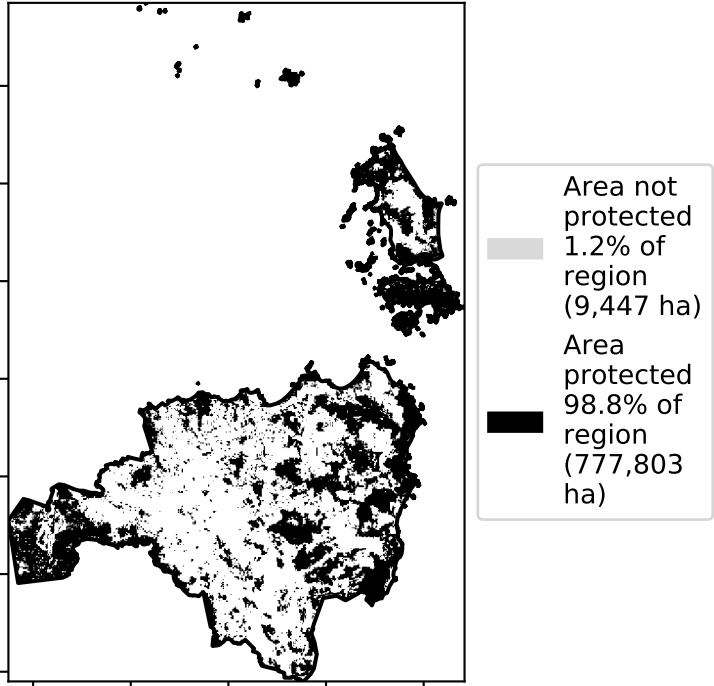 Area not
protected
1.2% of
region
(9,447 ha)
Area
protected
98.8% of
region
(777,803
ha)